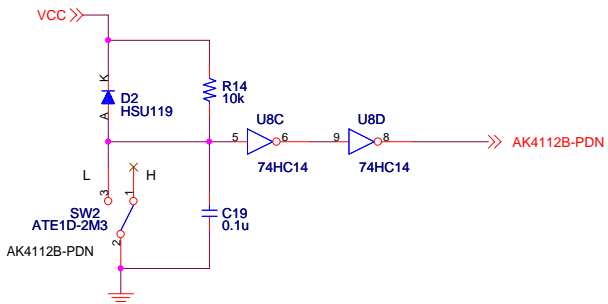 VCC
K
R14
10k
D2
HSU119
A
U8C
U8D
5
6
9
8
AK4112B-PDN
74HC14
74HC14
L
H
3
1
SW2
ATE1D-2M3
C19
0.1u
2
AK4112B-PDN